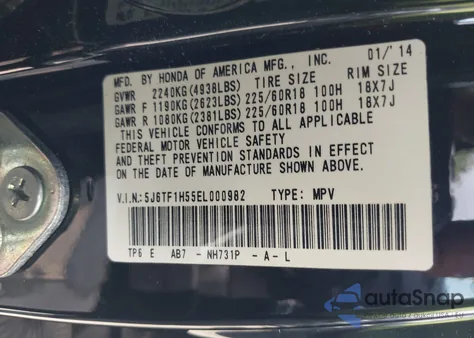 MFD. BY HONDA OF AMERICA MFG., INC. 01/14
GVWR 2240KG(4938LBS) TIRE SIZE RIM SIZE
GAWR F 1190KG(2623LBS) 225/60R18 100H 18X7J
GAWR R 1080KG(2381LBS) 225/60R18 100H 18X7J
THIS VEHICLE CONFORMS TO ALL APPLICABLE
FEDERAL MOTOR VEHICLE SAFETY
AND THEFT PREVENTION STANDARDS IN EFFECT
ON THE DATE OF MANUFACTURE SHOWN ABOVE.
V.I.N:5J6TF1H55EL000982 TYPE: MPV
TP6 E AB7 - NH731P - A - L
autoSnap